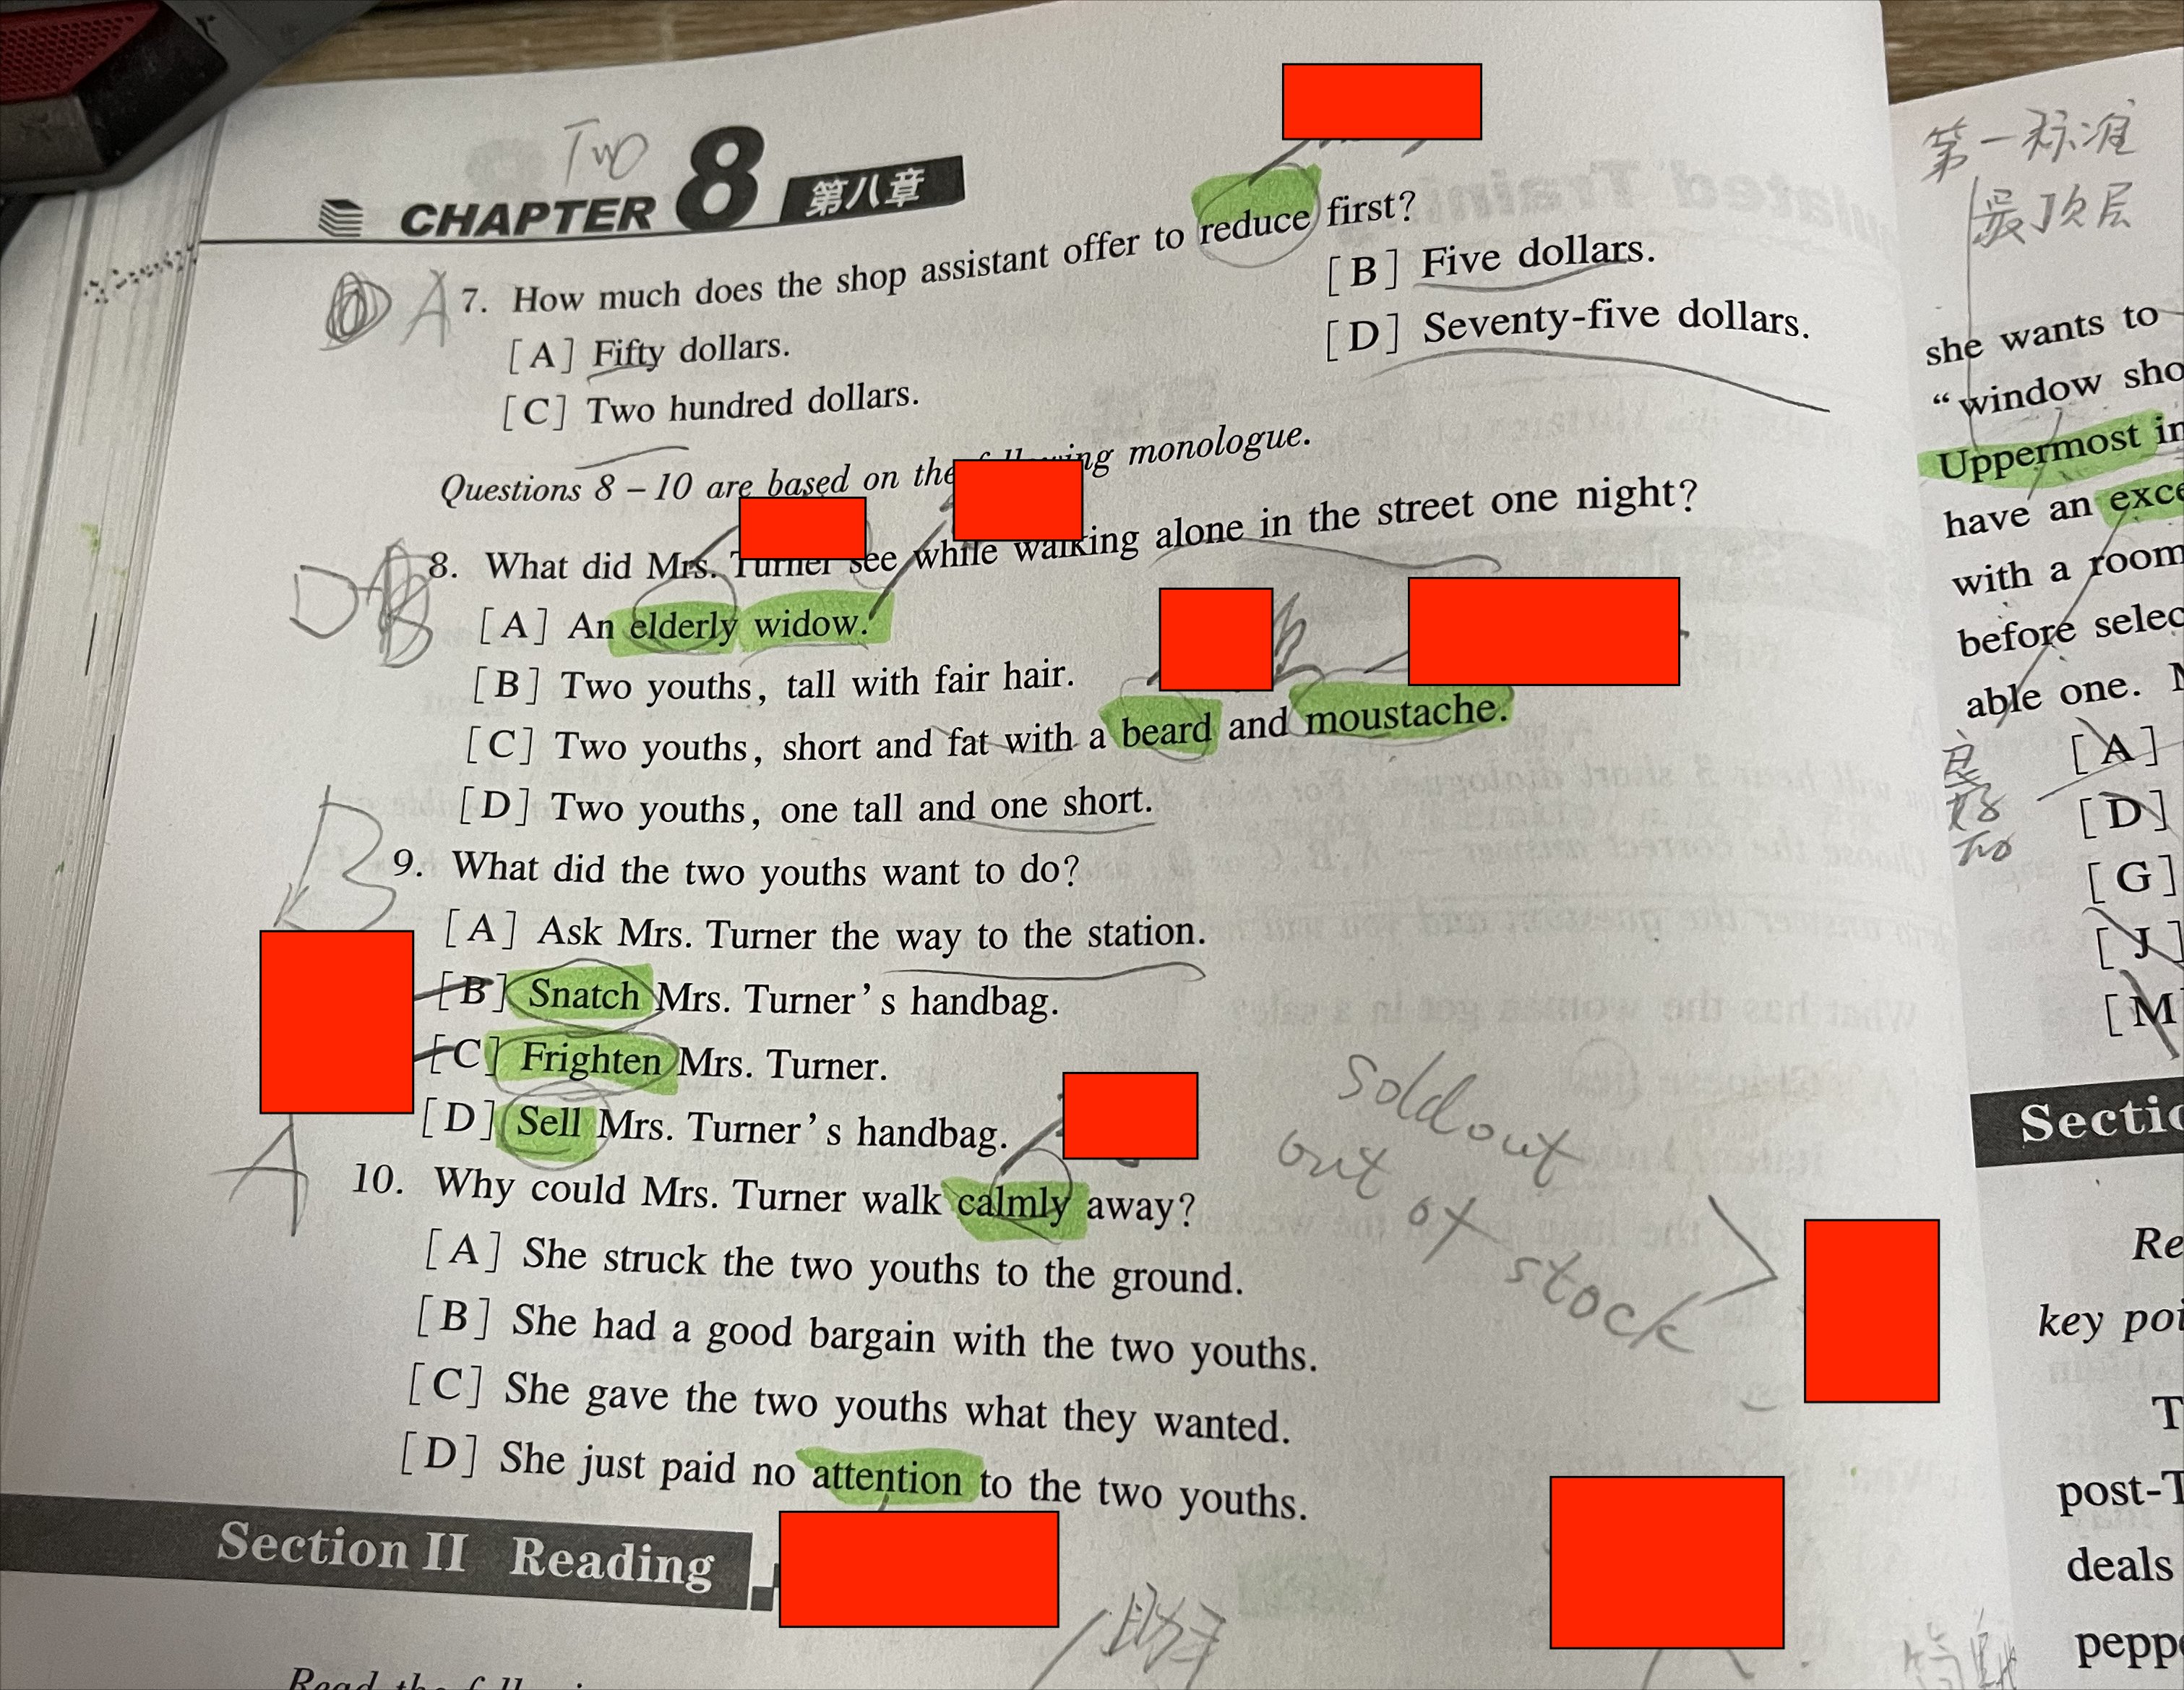 Two
CHAPTER 8 第八章
A 7. How much does the shop assistant offer to reduce first?
[A] Fifty dollars.
[B] Five dollars.
[C] Two hundred dollars.
[D] Seventy-five dollars.
Questions 8 – 10 are based on the following monologue.
D 8. What did Mrs. Turner see while walking alone in the street one night?
[A] An elderly widow.
[B] Two youths, tall with fair hair.
[C] Two youths, short and fat with a beard and moustache.
[D] Two youths, one tall and one short.
B 9. What did the two youths want to do?
[A] Ask Mrs. Turner the way to the station.
[B] Snatch Mrs. Turner's handbag.
[C] Frighten Mrs. Turner.
[D] Sell Mrs. Turner's handbag.
A 10. Why could Mrs. Turner walk calmly away?
[A] She struck the two youths to the ground.
[B] She had a good bargain with the two youths.
[C] She gave the two youths what they wanted.
[D] She just paid no attention to the two youths.
sold out
out of stock
Section II Reading
助手
第一标准
最顶层
she wants to
“window sho
Uppermost in
have an exce
with a room
before selec
able one.
[A]
[D]
[G]
[J]
[M]
Sectio
Re
key poi
T
post-T
deals
peppe